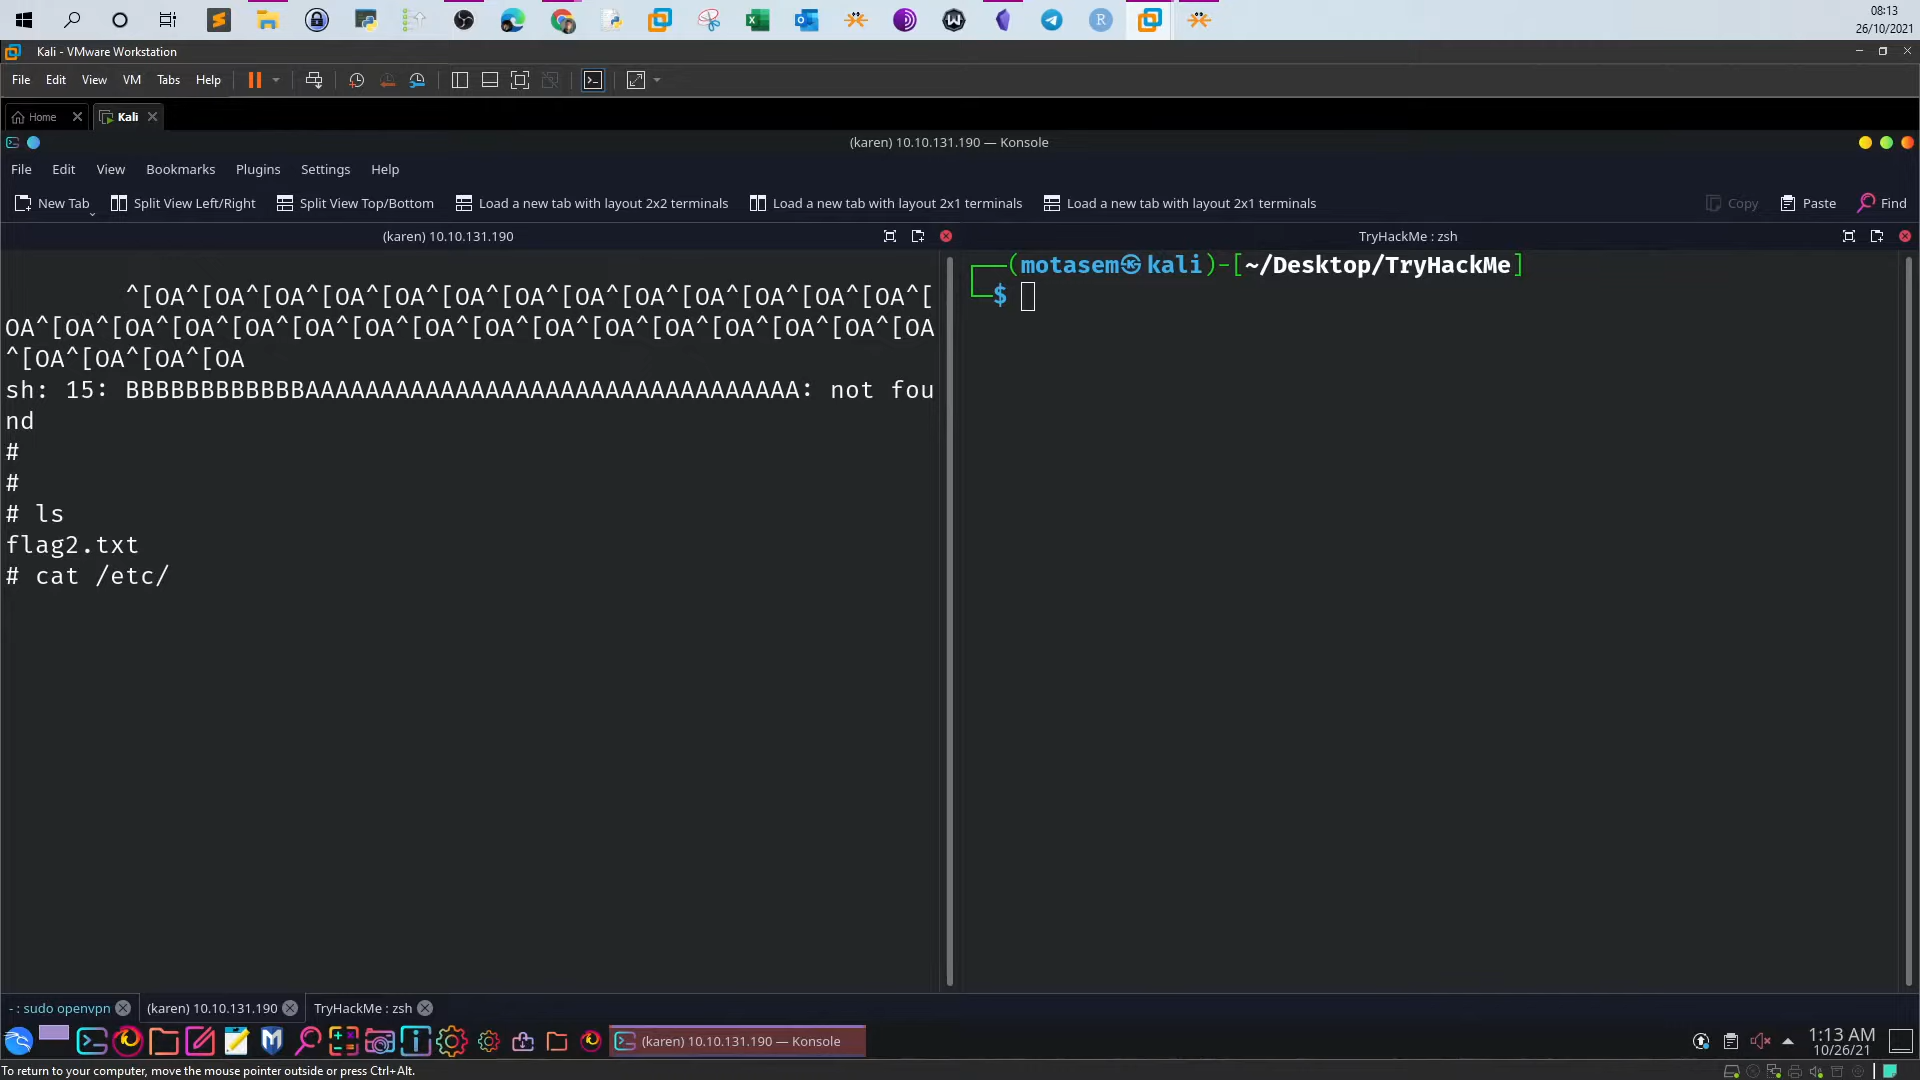 08:13
26/10/2021
Kali - VMware Workstation
File Edit View VM Tabs Help
Home Kali
(karen) 10.10.131.190 — Konsole
File Edit View Bookmarks Plugins Settings Help
New Tab Split View Left/Right Split View Top/Bottom Load a new tab with layout 2x2 terminals Load a new tab with layout 2x1 terminals Load a new tab with layout 2x1 terminals Copy Paste Find
(karen) 10.10.131.190
^[OA^[OA^[OA^[OA^[OA^[OA^[OA^[OA^[OA^[OA^[OA^[OA^[OA^[
OA^[OA^[OA^[OA^[OA^[OA^[OA^[OA^[OA^[OA^[OA^[OA^[OA^[OA^[OA^[OA
^[OA^[OA^[OA^[OA
sh: 15: BBBBBBBBBBBBAAAAAAAAAAAAAAAAAAAAAAAAAAAAAAAAA: not fou
nd
#
#
# ls
flag2.txt
# cat /etc/
TryHackMe : zsh
(motasem㉿kali)-[~/Desktop/TryHackMe]
$
- : sudo openvpn (karen) 10.10.131.190 TryHackMe : zsh
(karen) 10.10.131.190 — Konsole
1:13 AM
10/26/21
To return to your computer, move the mouse pointer outside or press Ctrl+Alt.